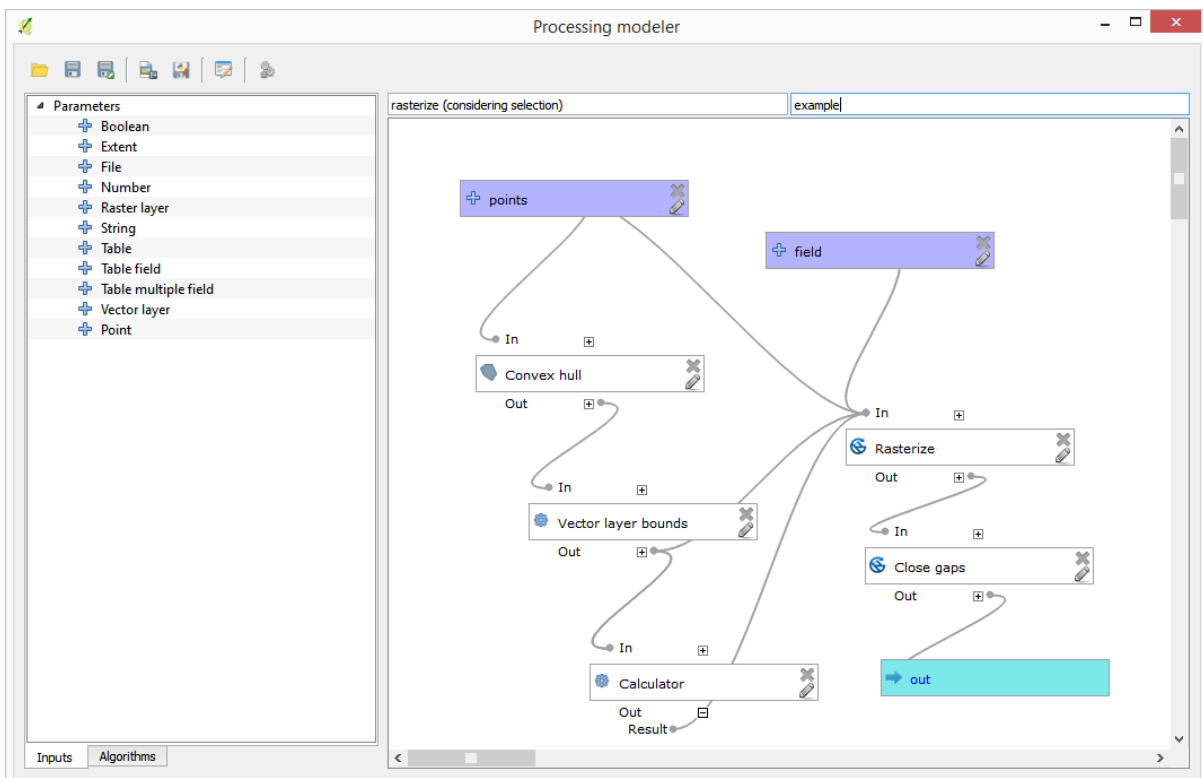 Processing modeler
Parameters
Boolean
Extent
File
Number
Raster layer
String
Table
Table field
Table multiple field
Vector layer
Point
Inputs
Algorithms
rasterize (considering selection)
example
points
field
In
Convex hull
Out
In
Rasterize
Out
In
Vector layer bounds
Out
In
Close gaps
Out
In
Calculator
Out
Result
out